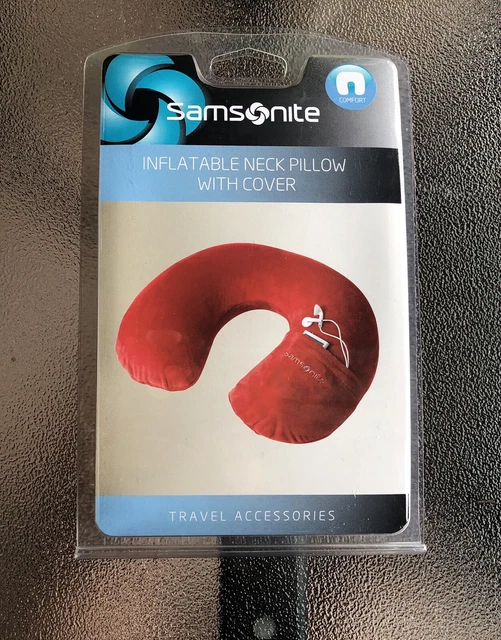 Samsonite
COMFORT
INFLATABLE NECK PILLOW
WITH COVER
Samsonite
TRAVEL ACCESSORIES